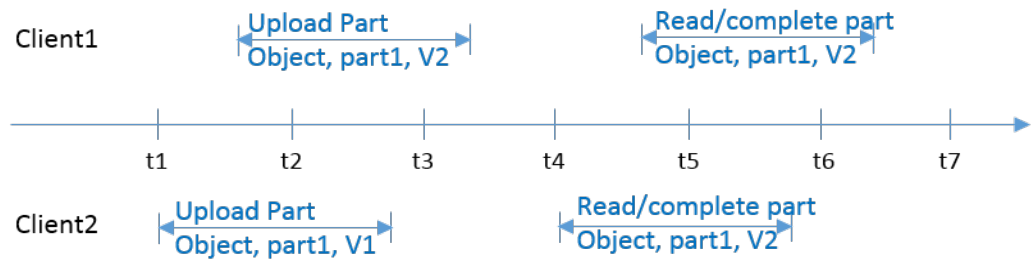 Upload Part
Read/complete part
Client1
Object, part1, V2
Object, part1, V2
t1
t2
t3
t4
t5
t6
t7
Upload Part
Read/complete part
Client2
Object, part1, V1
Object, part1, V2